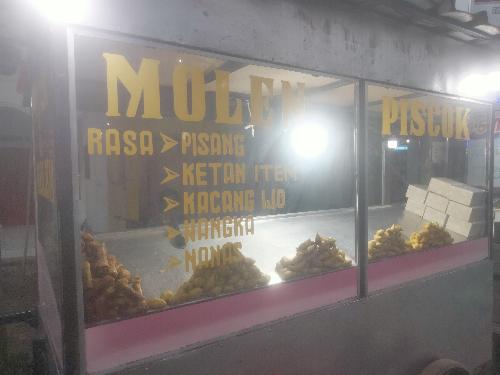 MOLEN
PISCOK
RASA ➤ PISANG
➤ KETAN ITEM
➤ KACANG IJO
➤ NANGKA
➤ NANAS